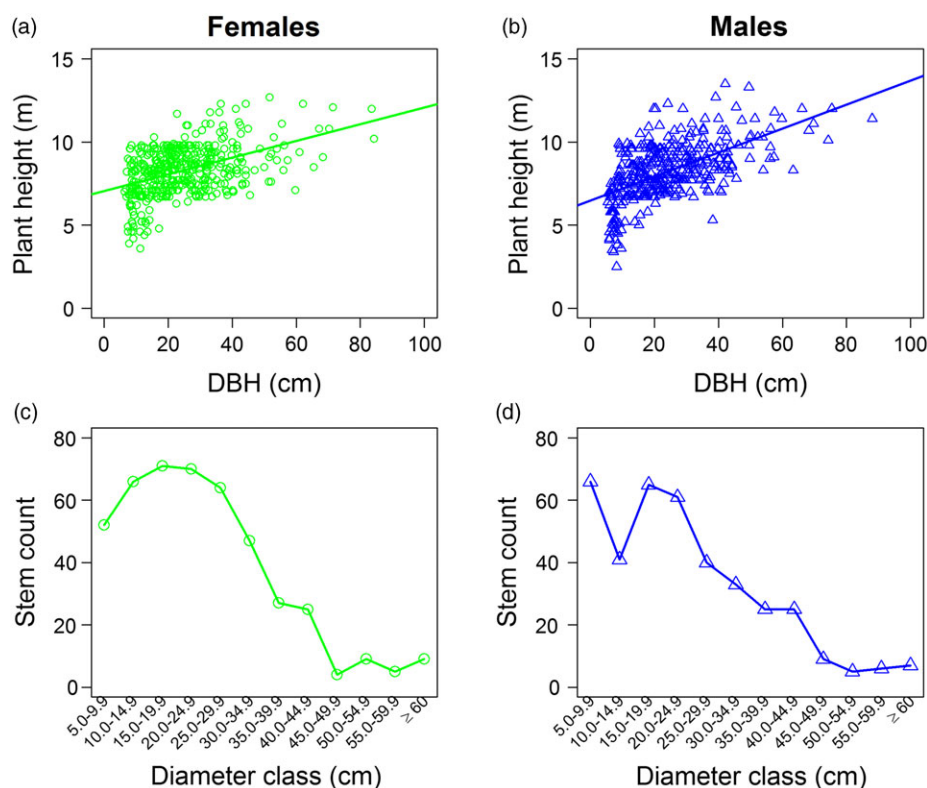 (a)
Females
Plant height (m)
15
10
5
0
0 20 40 60 80 100
DBH (cm)
(b)
Males
Plant height (m)
15
10
5
0
0 20 40 60 80 100
DBH (cm)
(c)
Stem count
80
60
40
20
0
5.0-9.9
10.0-14.9
15.0-19.9
20.0-24.9
25.0-29.9
30.0-34.9
35.0-39.9
40.0-44.9
45.0-49.9
50.0-54.9
55.0-59.9
≥ 60
Diameter class (cm)
(d)
Stem count
80
60
40
20
0
5.0-9.9
10.0-14.9
15.0-19.9
20.0-24.9
25.0-29.9
30.0-34.9
35.0-39.9
40.0-44.9
45.0-49.9
50.0-54.9
55.0-59.9
≥ 60
Diameter class (cm)